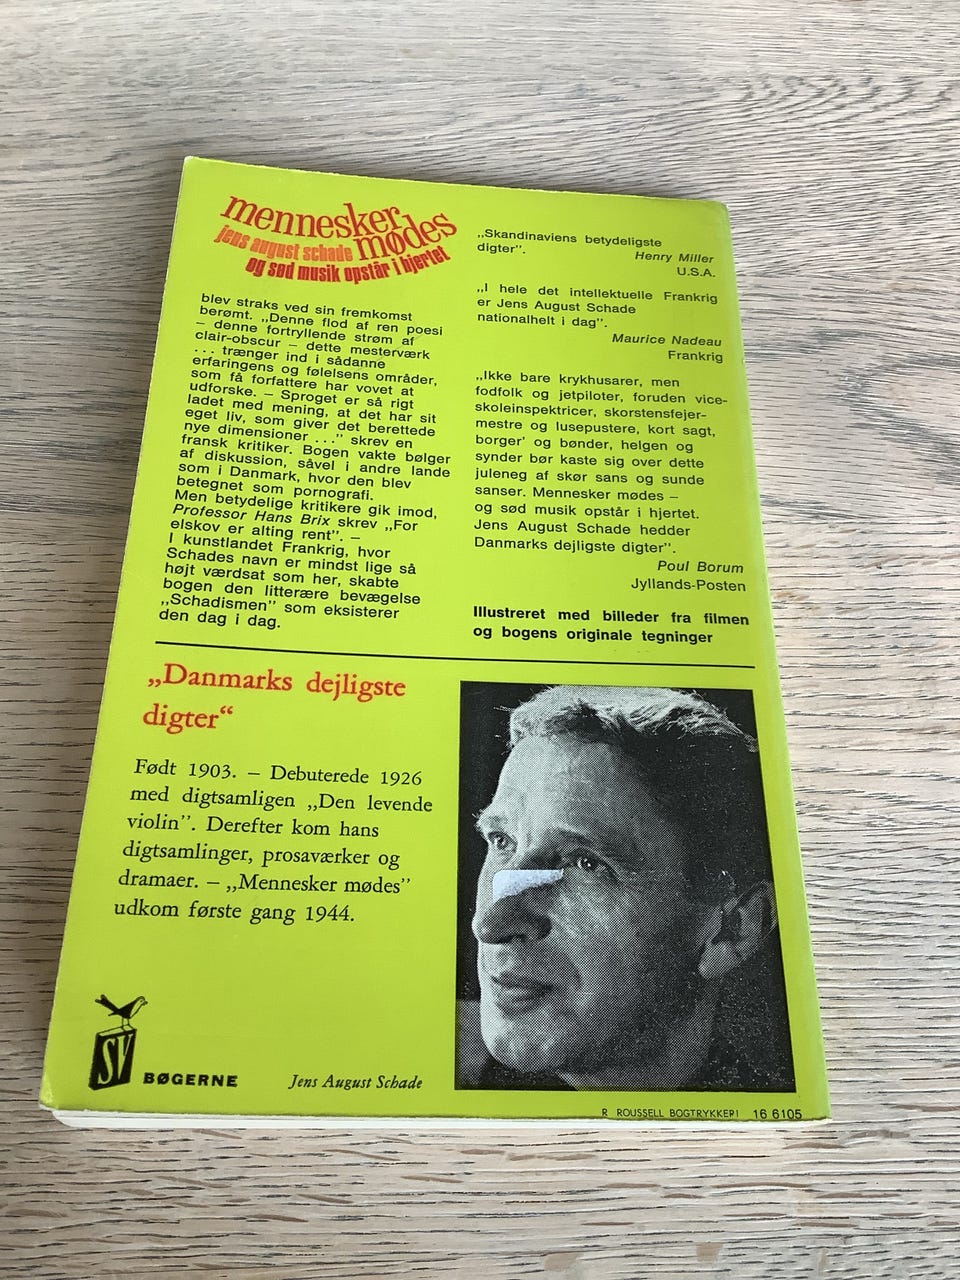 mennesker
mødes
jens august schade
og sød musik opstår i hjertet
blev straks ved sin fremkomst
berømt. „Denne flod af ren poesi
– denne fortryllende strøm af
clair-obscur – dette mesterværk
... trænger ind i sådanne
erfaringens og følelsens områder,
som få forfattere har vovet at
udforske. – Sproget er så rigt
ladet med mening, at det har sit
eget liv, som giver det berettede
nye dimensioner ...” skrev en
fransk kritiker. Bogen vakte bølger
af diskussion, såvel i andre lande
som i Danmark, hvor den blev
betegnet som pornografi.
Men betydelige kritikere gik imod,
Professor Hans Brix skrev „For
elskov er alting rent”. –
I kunstlandet Frankrig, hvor
Schades navn er mindst lige så
højt værdsat som her, skabte
bogen den litterære bevægelse
„Schadismen” som eksisterer
den dag i dag.
„Skandinaviens betydeligste
digter”.
Henry Miller
U.S.A.
„I hele det intellektuelle Frankrig
er Jens August Schade
nationalhelt i dag”.
Maurice Nadeau
Frankrig
„Ikke bare krykhusarer, men
fodfolk og jetpiloter, foruden vice-
skoleinspektricer, skorstensfejer-
mestre og lusepustere, kort sagt,
borger’ og bønder, helgen og
synder bør kaste sig over dette
juleneg af skør sans og sunde
sanser. Mennesker mødes –
og sød musik opstår i hjertet.
Jens August Schade hedder
Danmarks dejligste digter”.
Poul Borum
Jyllands-Posten
Illustreret med billeder fra filmen
og bogens originale tegninger
„Danmarks dejligste
digter“
Født 1903. – Debuterede 1926
med digtsamligen „Den levende
violin”. Derefter kom hans
digtsamlinger, prosaværker og
dramaer. – „Mennesker mødes”
udkom første gang 1944.
SV
BØGERNE
Jens August Schade
R ROUSSELL BOGTRYKKERI 16 6105